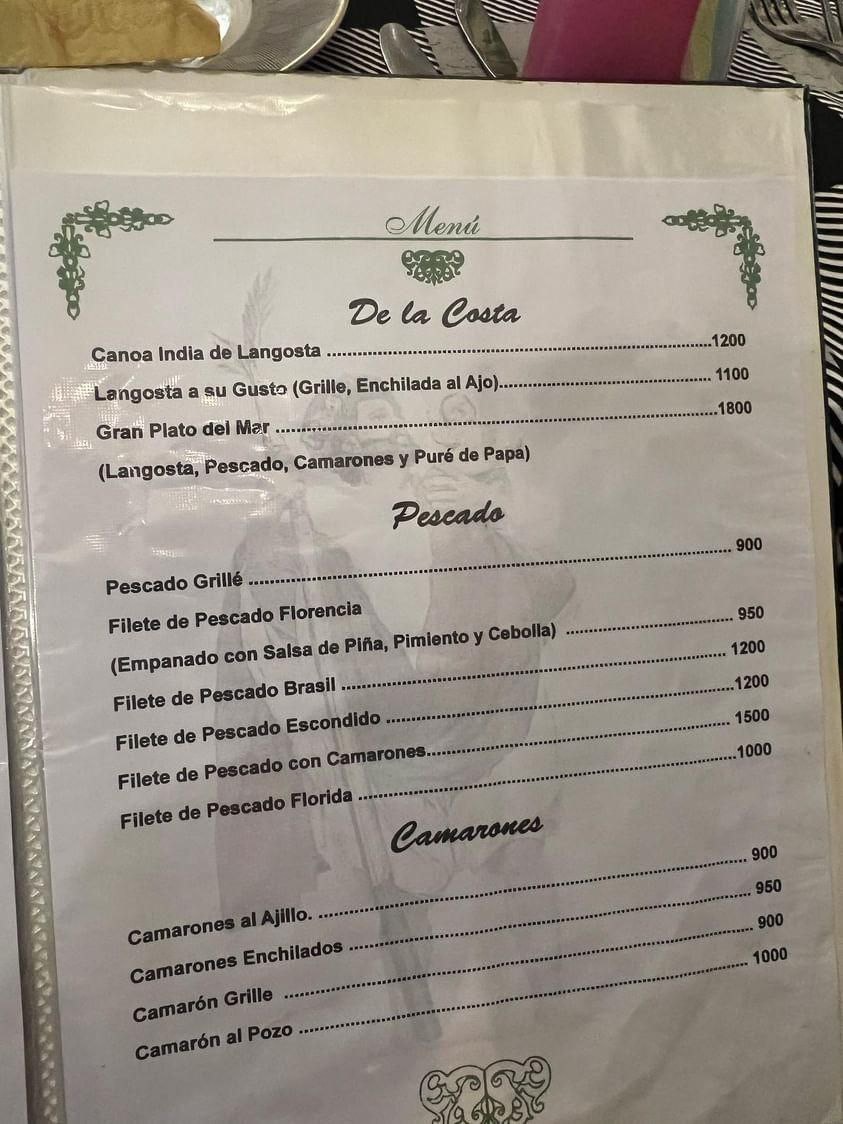 Menú
De la Costa
Canoa India de Langosta ........................................................................1200
Langosta a su Gusto (Grille, Enchilada al Ajo)........................................ 1100
Gran Plato del Mar .................................................................................1800
(Langosta, Pescado, Camarones y Puré de Papa)
Pescado
Pescado Grillé ......................................................................................... 900
Filete de Pescado Florencia
(Empanado con Salsa de Piña, Pimiento y Cebolla) ............................... 950
Filete de Pescado Brasil ....................................................................... 1200
Filete de Pescado Escondido ................................................................1200
Filete de Pescado con Camarones........................................................ 1500
Filete de Pescado Florida ......................................................................1000
Camarones
Camarones al Ajillo. ................................................................................ 900
Camarones Enchilados ........................................................................... 950
Camarón Grille ....................................................................................... 900
Camarón al Pozo .................................................................................. 1000